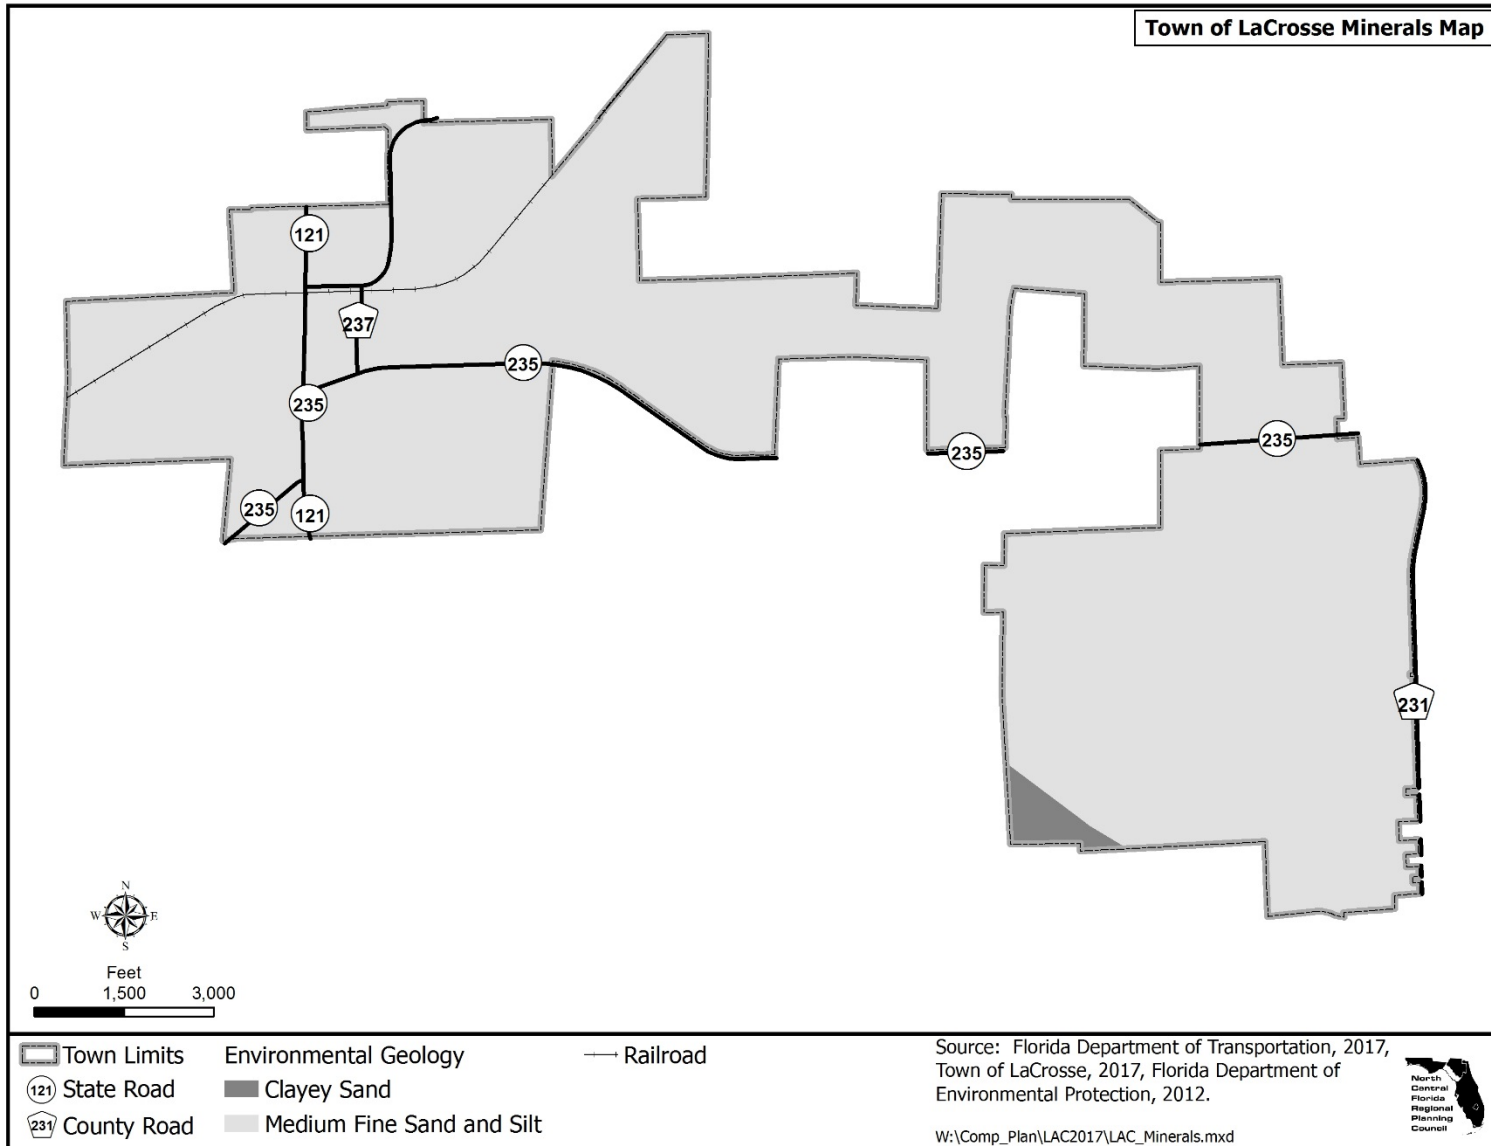 Town of LaCrosse Minerals Map
121
237
235
235
235
235
235
121
231
N
W E
S
Feet
0 1,500 3,000
Town Limits
State Road
121
County Road
231
Environmental Geology
Clayey Sand
Medium Fine Sand and Silt
Railroad
Source: Florida Department of Transportation, 2017,
Town of LaCrosse, 2017, Florida Department of
Environmental Protection, 2012.
W:\Comp_Plan\LAC2017\LAC_Minerals.mxd
North
Central
Florida
Regional
Planning
Council